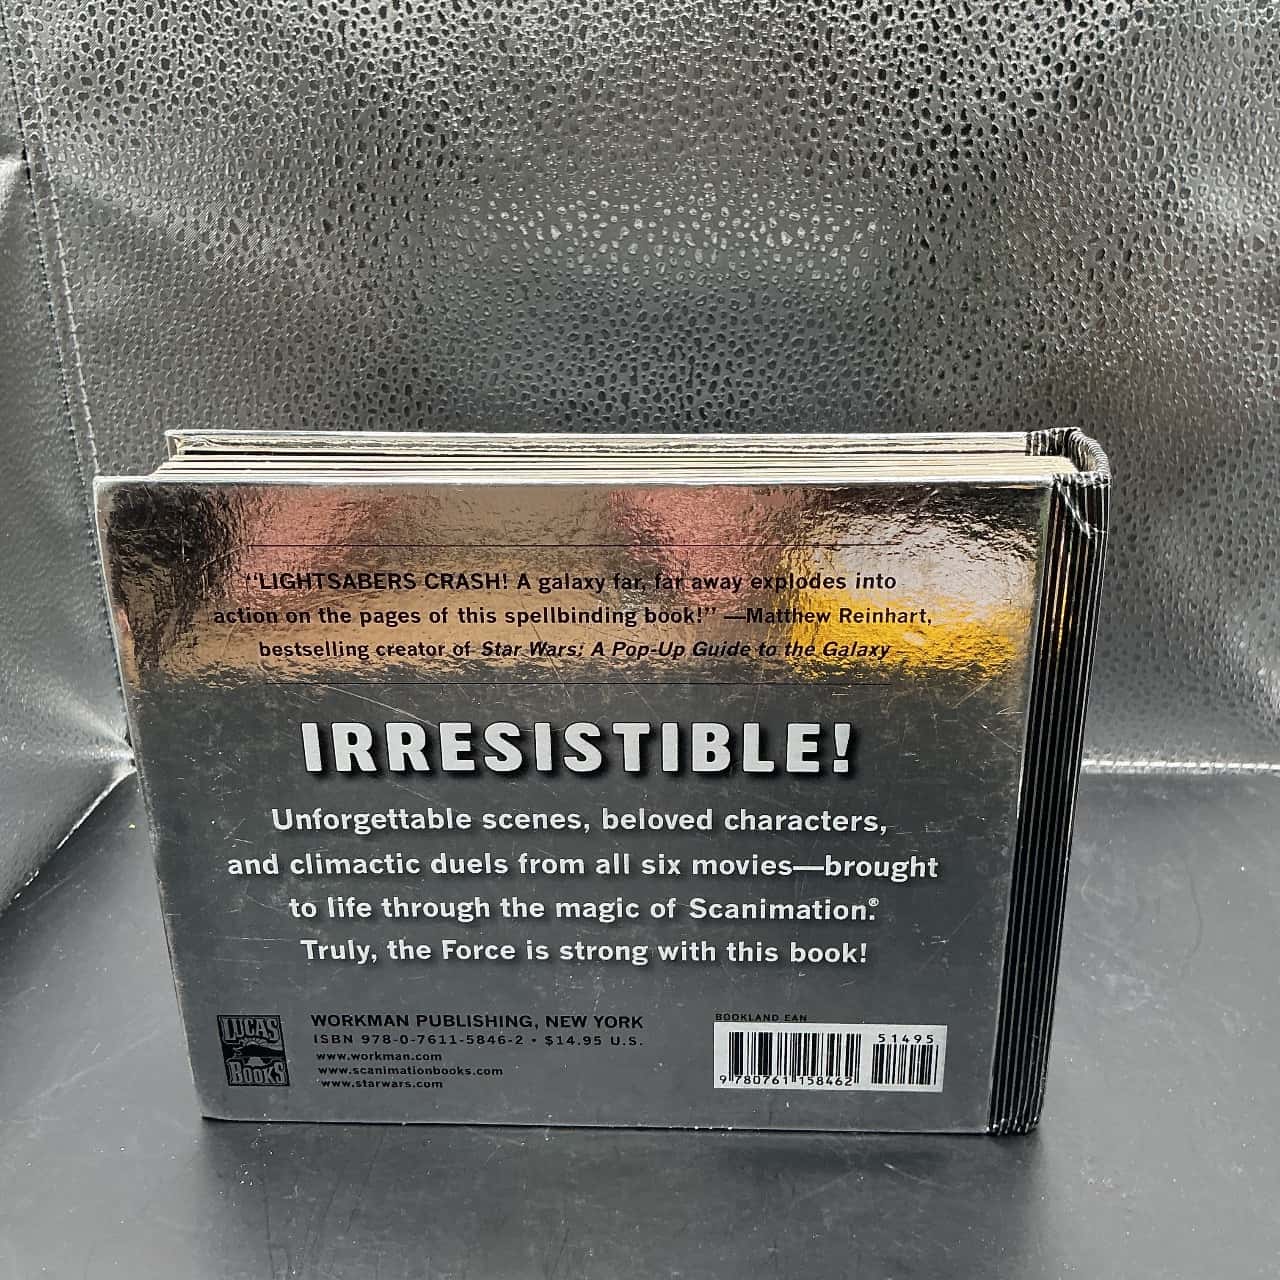 “LIGHTSABERS CRASH! A galaxy far, far away explodes into
action on the pages of this spellbinding book!” —Matthew Reinhart,
bestselling creator of Star Wars: A Pop-Up Guide to the Galaxy
IRRESISTIBLE!
Unforgettable scenes, beloved characters,
and climactic duels from all six movies—brought
to life through the magic of Scanimation.®
Truly, the Force is strong with this book!
LUCAS
BOOKS
WORKMAN PUBLISHING, NEW YORK
ISBN 978-0-7611-5846-2 • $14.95 U.S.
www.workman.com
www.scanimationbooks.com
www.starwars.com
BOOKLAND EAN
51495
9 780761 158462